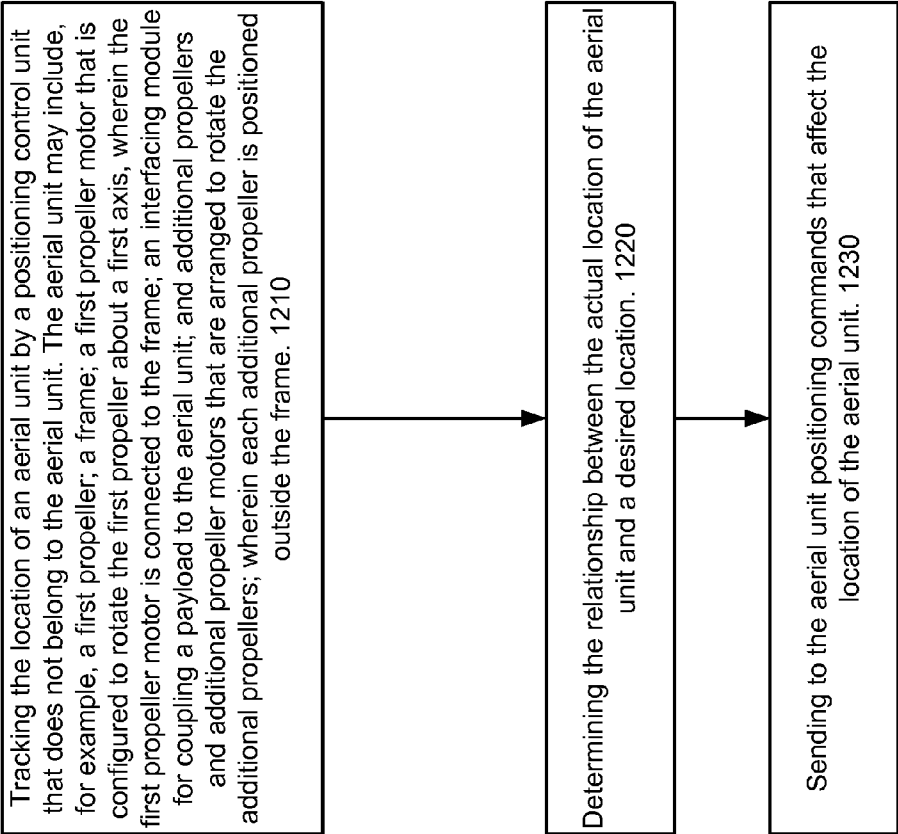 Tracking the location of an aerial unit by a positioning control unit
that does not belong to the aerial unit. The aerial unit may include,
for example, a first propeller; a frame; a first propeller motor that is
configured to rotate the first propeller about a first axis, wherein the
first propeller motor is connected to the frame; an interfacing module
for coupling a payload to the aerial unit; and additional propellers
and additional propeller motors that are arranged to rotate the
additional propellers; wherein each additional propeller is positioned
outside the frame. 1210
Determining the relationship between the actual location of the aerial
unit and a desired location. 1220
Sending to the aerial unit positioning commands that affect the
location of the aerial unit. 1230